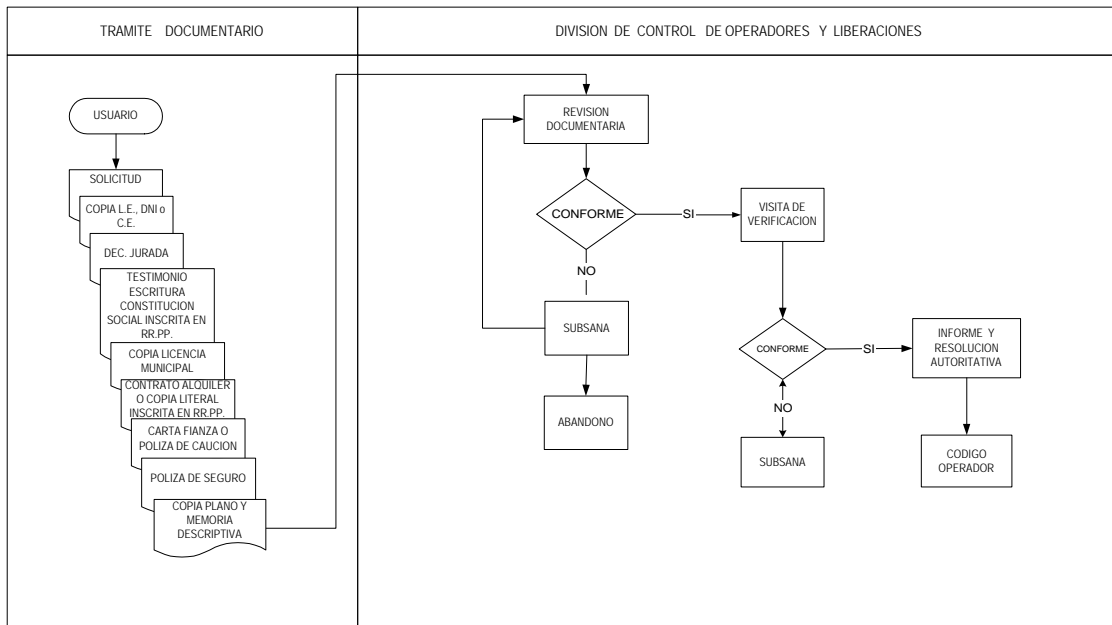 TRAMITE DOCUMENTARIO
DIVISION DE CONTROL DE OPERADORES Y LIBERACIONES
USUARIO
SOLICITUD
COPIA L.E., DNI o
C.E.
DEC. JURADA
TESTIMONIO
ESCRITURA
CONSTITUCION
SOCIAL INSCRITA EN
RR.PP.
COPIA LICENCIA
MUNICIPAL
CONTRATO ALQUILER
O COPIA LITERAL
INSCRITA EN RR.PP.
CARTA FIANZA O
POLIZA DE CAUCION
POLIZA DE SEGURO
COPIA PLANO Y
MEMORIA
DESCRIPTIVA
REVISION
DOCUMENTARIA
CONFORME
SI
VISITA DE
VERIFICACION
NO
SUBSANA
ABANDONO
CONFORME
SI
INFORME Y
RESOLUCION
AUTORITATIVA
NO
SUBSANA
CODIGO
OPERADOR